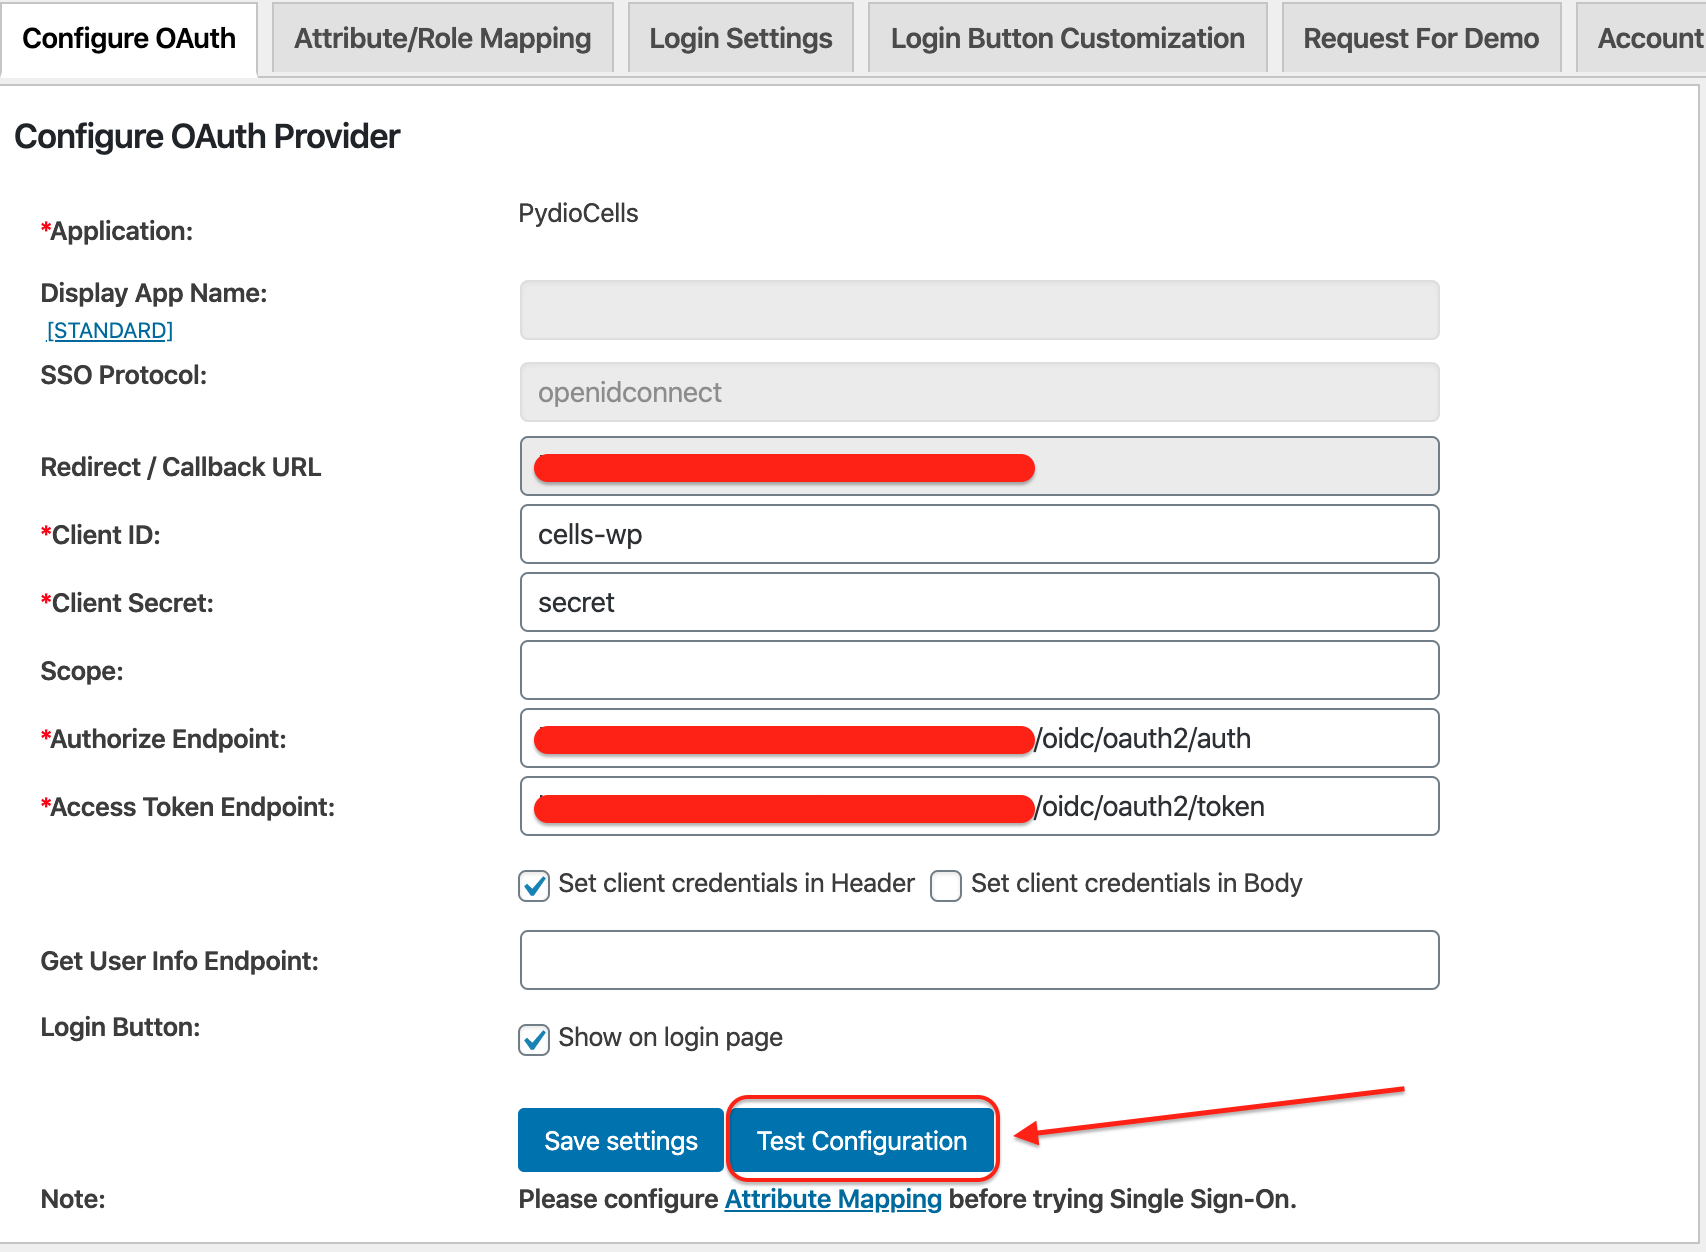 Configure OAuth
Attribute/Role Mapping
Login Settings
Login Button Customization
Request For Demo
Account
Configure OAuth Provider
*Application:
PydioCells
Display App Name:
[STANDARD]
SSO Protocol:
openidconnect
Redirect / Callback URL
*Client ID:
cells-wp
*Client Secret:
secret
Scope:
*Authorize Endpoint:
/oidc/oauth2/auth
*Access Token Endpoint:
/oidc/oauth2/token
Set client credentials in Header
Set client credentials in Body
Get User Info Endpoint:
Login Button:
Show on login page
Save settings
Test Configuration
Note:
Please configure Attribute Mapping before trying Single Sign-On.